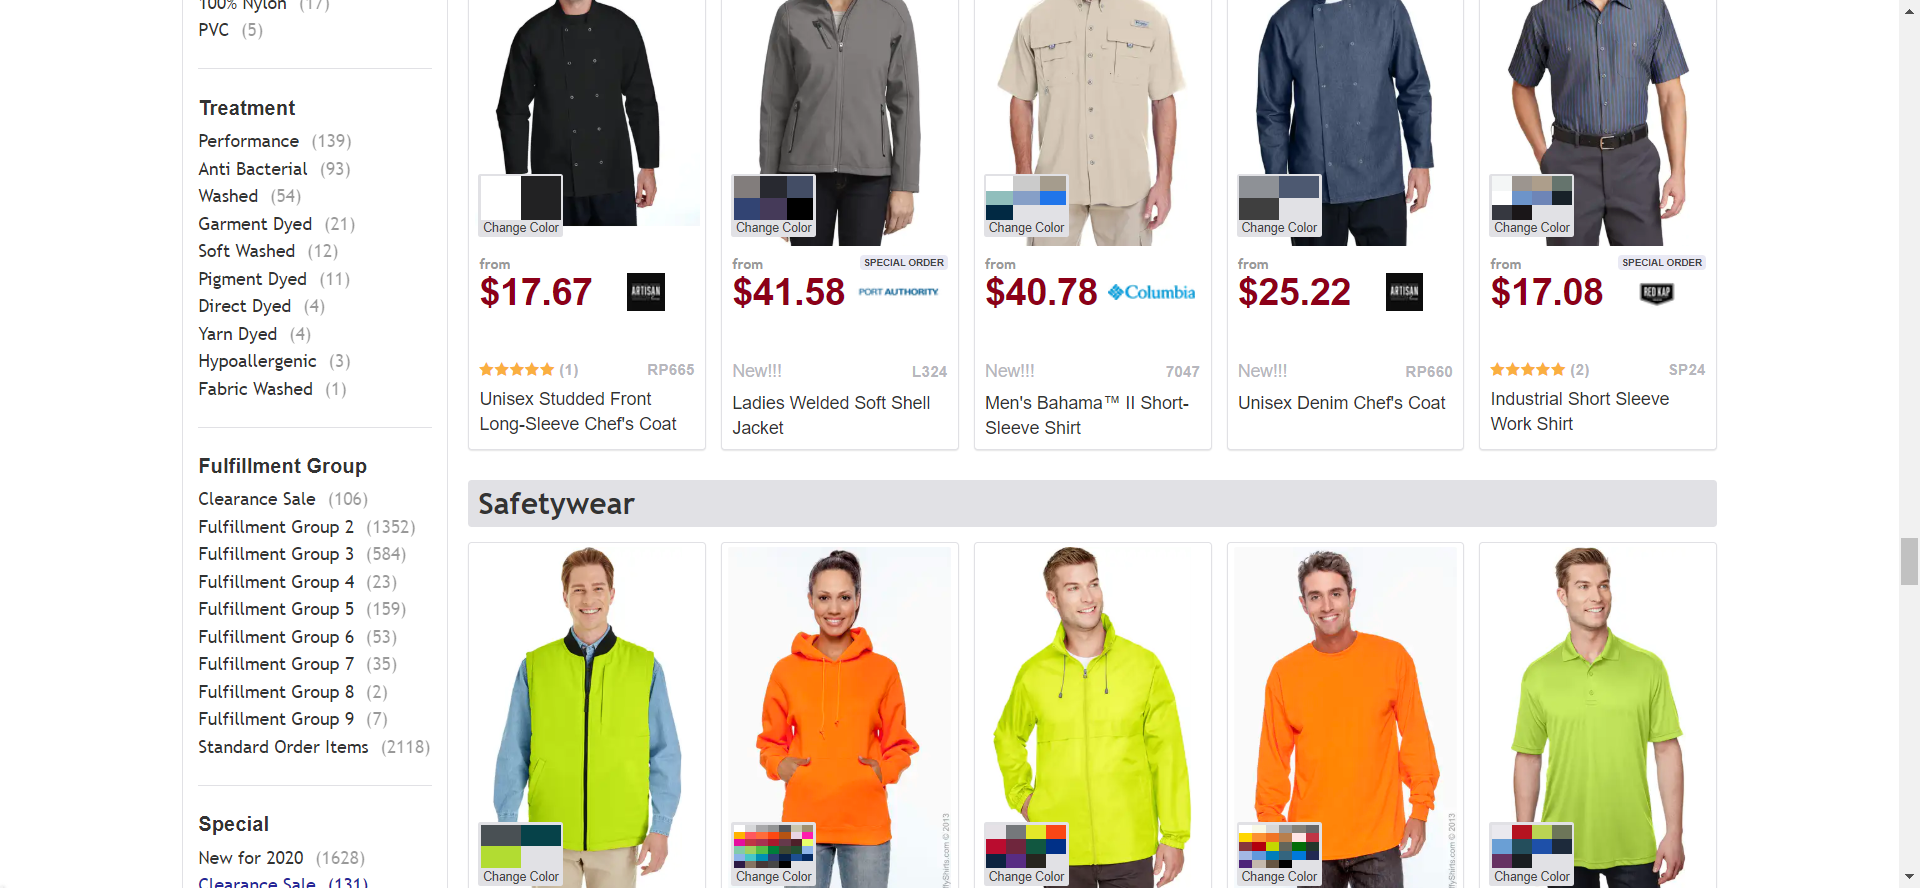 100% Nylon (17)
PVC (5)
Treatment
Performance (139)
Anti Bacterial (93)
Washed (54)
Garment Dyed (21)
Soft Washed (12)
Pigment Dyed (11)
Direct Dyed (4)
Yarn Dyed (4)
Hypoallergenic (3)
Fabric Washed (1)
Fulfillment Group
Clearance Sale (106)
Fulfillment Group 2 (1352)
Fulfillment Group 3 (584)
Fulfillment Group 4 (23)
Fulfillment Group 5 (159)
Fulfillment Group 6 (53)
Fulfillment Group 7 (35)
Fulfillment Group 8 (2)
Fulfillment Group 9 (7)
Standard Order Items (2118)
Special
New for 2020 (1628)
Clearance Sale (131)
Change Color
from
$17.67
ARTISAN
(1) RP665
Unisex Studded Front
Long-Sleeve Chef's Coat
Change Color
from SPECIAL ORDER
$41.58 PORT AUTHORITY
New!!! L324
Ladies Welded Soft Shell
Jacket
Change Color
from
$40.78 Columbia
New!!! 7047
Men's Bahama™ II Short-
Sleeve Shirt
Change Color
from
$25.22 ARTISAN
New!!! RP660
Unisex Denim Chef's Coat
Change Color
from SPECIAL ORDER
$17.08 RED KAP
(2) SP24
Industrial Short Sleeve
Work Shirt
Safetywear
Change Color
Change Color
ffyShirts.com © 2013
Change Color
Change Color
ffyShirts.com © 2013
Change Color